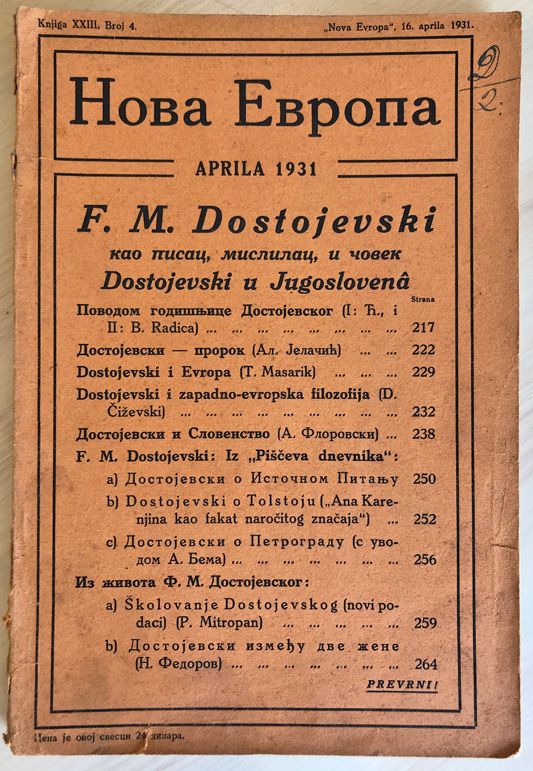 Knjiga XXIII, Broj 4.
„Nova Evropa“, 16. aprila 1931.
Нова Европа
APRILA 1931
F. M. Dostojevski
као писац, мислилац, и човек
Dostojevski u Jugoslovenâ
Strana
Поводом годишњице Достојевског (I: Ћ., i
II: B. Radica) ... ... ... ... ... ... ... ... 217
Достојевски — пророк (Ал. Јелачић) ... ... 222
Dostojevski i Evropa (T. Masarik) ... ... ... 229
Dostojevski i zapadno-evropska filozofija (D.
Čiževski) ... ... ... ... ... ... ... ... ... 232
Достојевски и Словенство (А. Флоровски) ... 238
F. M. Dostojevski: Iz „Piščeva dnevnika“:
a) Достојевски о Источном Питању 250
b) Dostojevski o Tolstoju („Ana Kare-
njina kao fakat naročitog značaja“) ... 252
c) Достојевски о Петрограду (с уво-
дом А. Бема) ... ... ... ... ... ... ... 256
Из живота Ф. М. Достојевског:
a) Školovanje Dostojevskog (novi po-
daci) (P. Mitropan) ... ... ... ... ... 259
b) Достојевски између две жене
(Н. Федоров) ... ... ... ... ... ... ... 264
PREVRNI!
Цена је овој свесци 24 динара.